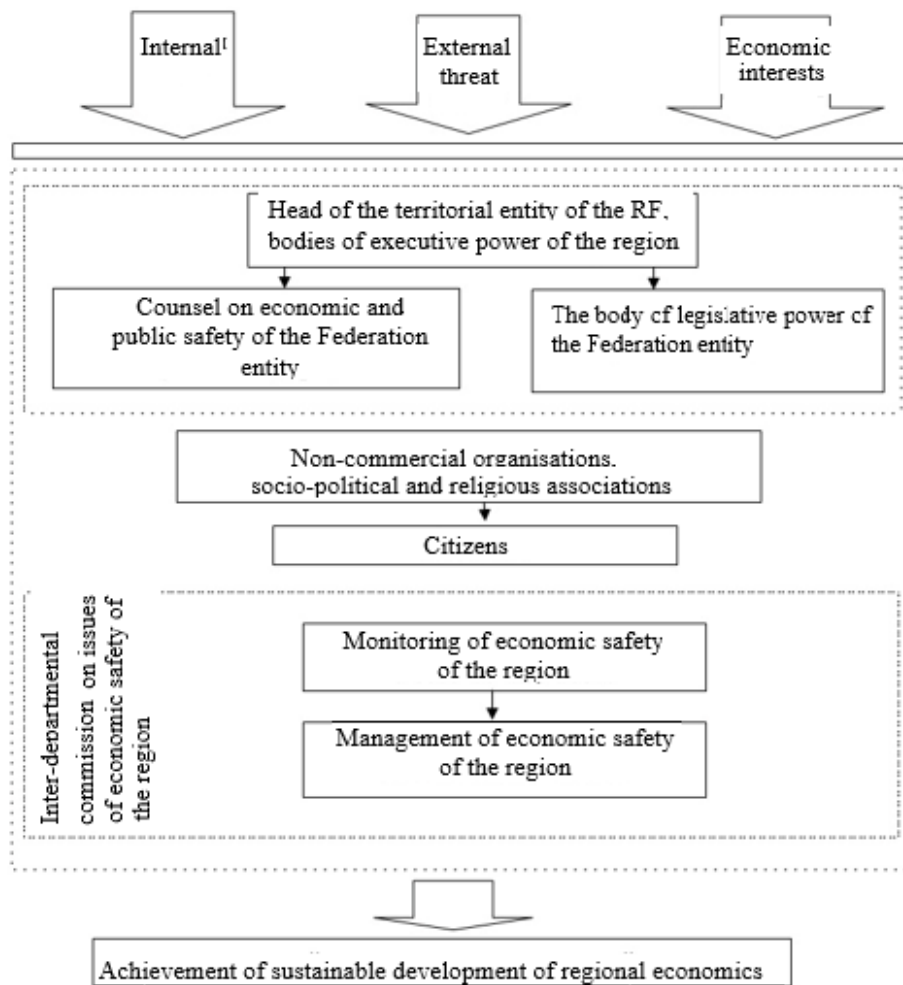 Internal
External
threat
Economic
interests
Head of the territorial entity of the RF,
bodies of executive power of the region
Counsel on economic and
public safety of the Federation
entity
The body of legislative power of
the Federation entity
Non-commercial organisations,
socio-political and religious associations
Citizens
Inter-departmental
commission on issues
of economic safety of
the region
Monitoring of economic safety
of the region
Management of economic safety
of the region
Achievement of sustainable development of regional economics